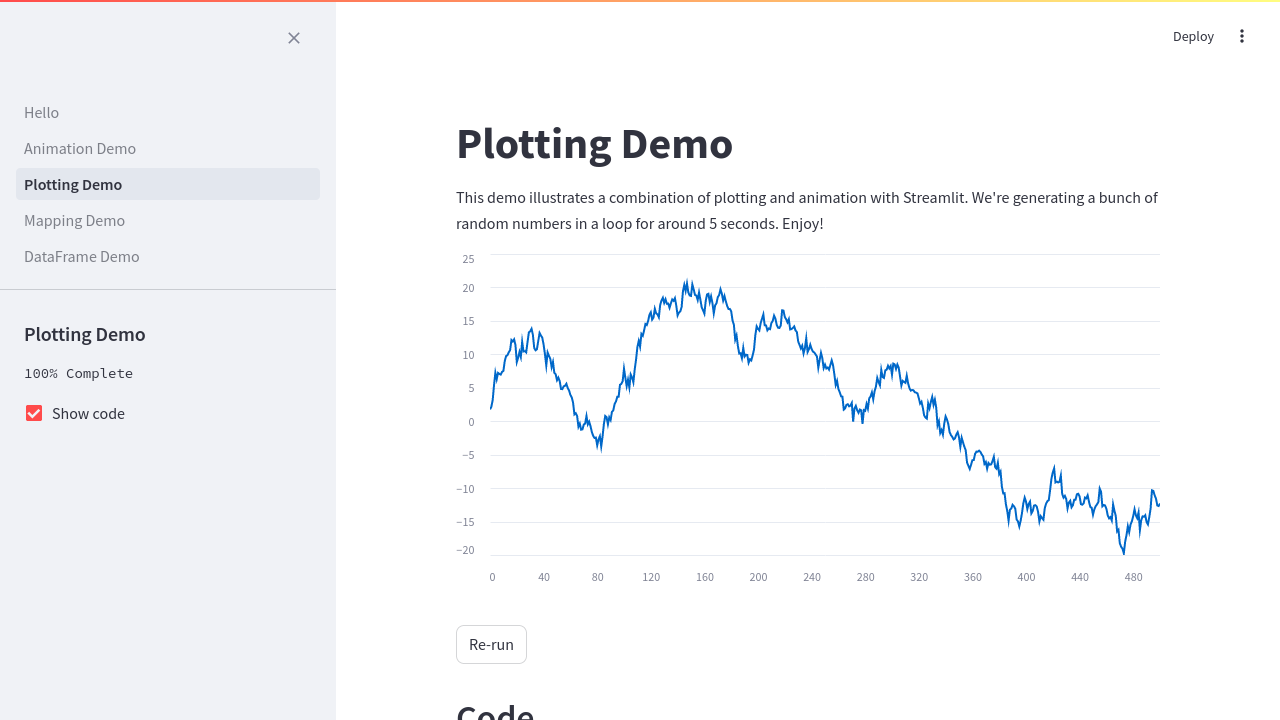 Deploy
Hello
Animation Demo
Plotting Demo
Mapping Demo
DataFrame Demo
Plotting Demo
100% Complete
Show code
Plotting Demo
This demo illustrates a combination of plotting and animation with Streamlit. We're generating a bunch of
random numbers in a loop for around 5 seconds. Enjoy!
25
20
15
10
5
0
−5
−10
−15
−20
0 40 80 120 160 200 240 280 320 360 400 440 480
Re-run
Code